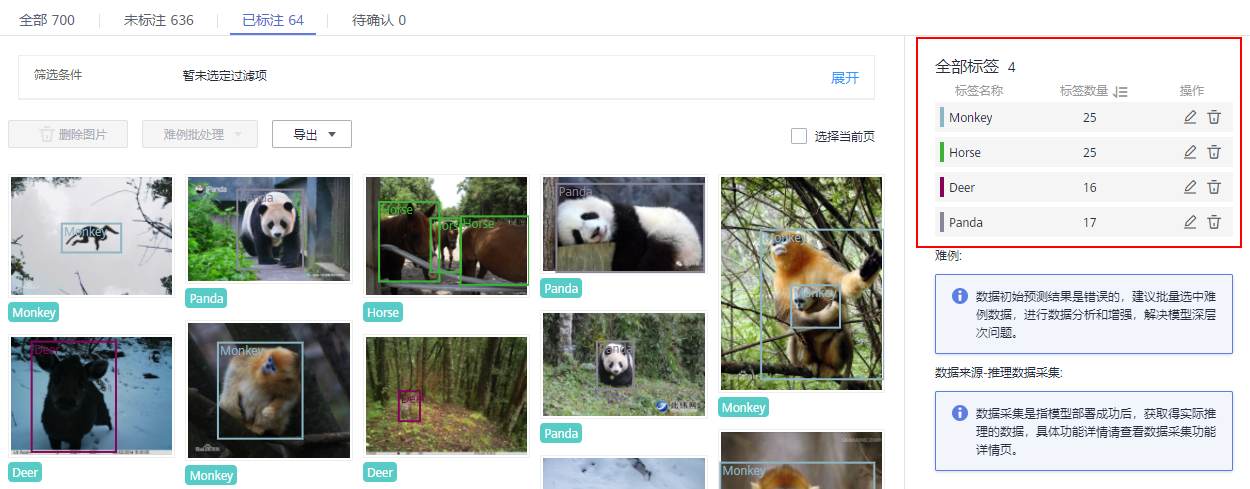 全部 700
未标注 636
已标注 64
待确认 0
筛选条件
暂未选定过滤项
展开
删除图片
难例批处理
导出
选择当前页
Monkey
Monkey
Panda
iPanda
Panda
Horse
Horse
Horse
Horse
Panda
Panda
Monkey
Monkey
Monkey
Deer
Deer
Monkey
Monkey
Deer
Deer
Panda
北纬网
Panda
Monkey
全部标签 4
标签名称
标签数量
操作
Monkey
25
Horse
25
Deer
16
Panda
17
难例:
数据初始预测结果是错误的，建议批量选中难
例数据，进行数据分析和增强，解决模型深层
次问题。
数据来源-推理数据采集:
数据采集是指模型部署成功后，获取得实际推
理的数据，具体功能详情请查看数据采集功能
详情页。